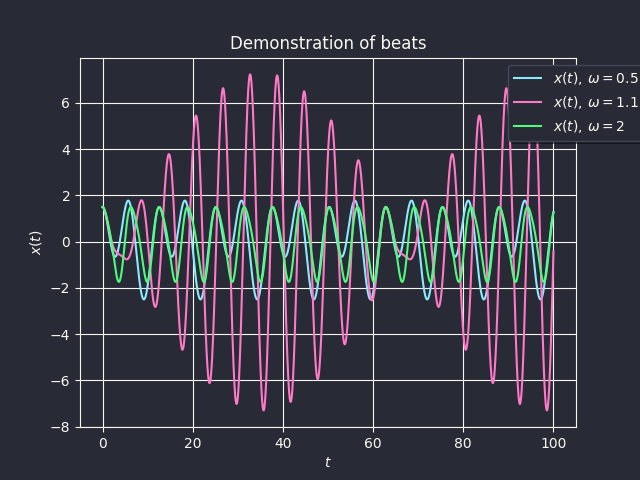 Demonstration of beats
x(t), ω = 0.5
x(t), ω = 1.1
x(t), ω = 2
x(t)
6
4
2
0
−2
−4
−6
−8
0 20 40 60 80 100
t